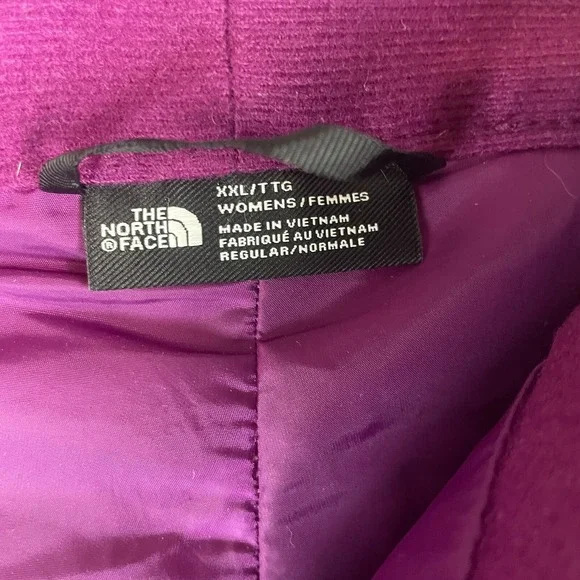 THE
NORTH
FACE®
XXL/TTG
WOMENS/FEMMES
MADE IN VIETNAM
FABRIQUÉ AU VIETNAM
REGULAR/NORMALE